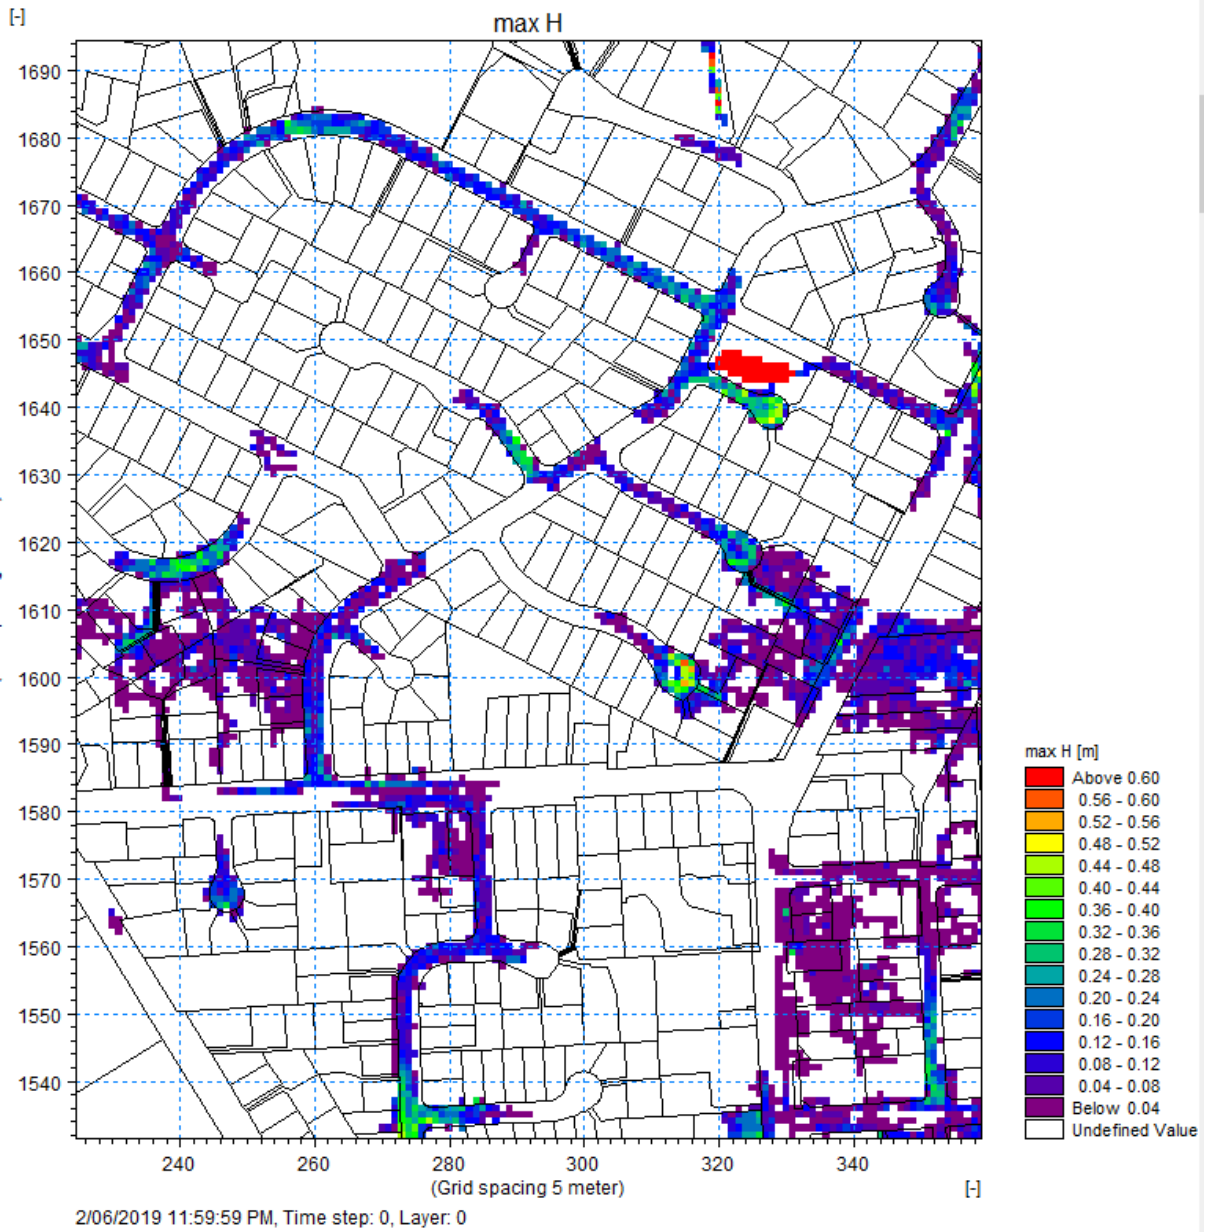 [-]
max H
1690
1680
1670
1660
1650
1640
1630
1620
1610
1600
1590
1580
1570
1560
1550
1540
240 260 280 300 320 340
(Grid spacing 5 meter)
[-]
2/06/2019 11:59:59 PM, Time step: 0, Layer: 0
max H [m]
Above 0.60
0.56 - 0.60
0.52 - 0.56
0.48 - 0.52
0.44 - 0.48
0.40 - 0.44
0.36 - 0.40
0.32 - 0.36
0.28 - 0.32
0.24 - 0.28
0.20 - 0.24
0.16 - 0.20
0.12 - 0.16
0.08 - 0.12
0.04 - 0.08
Below 0.04
Undefined Value